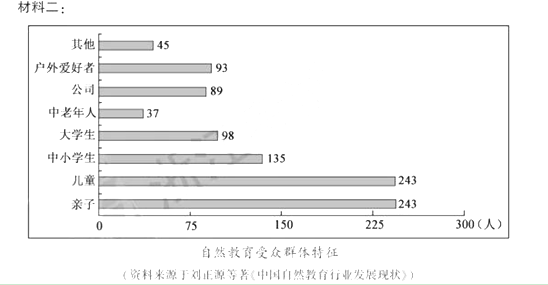 材料二：
其他 45
户外爱好者 93
公司 89
中老年人 37
大学生 98
中小学生 135
儿童 243
亲子 243
0 75 150 225 300（人）
自然教育受众群体特征
（资料来源于刘正源等著《中国自然教育行业发展现状》）